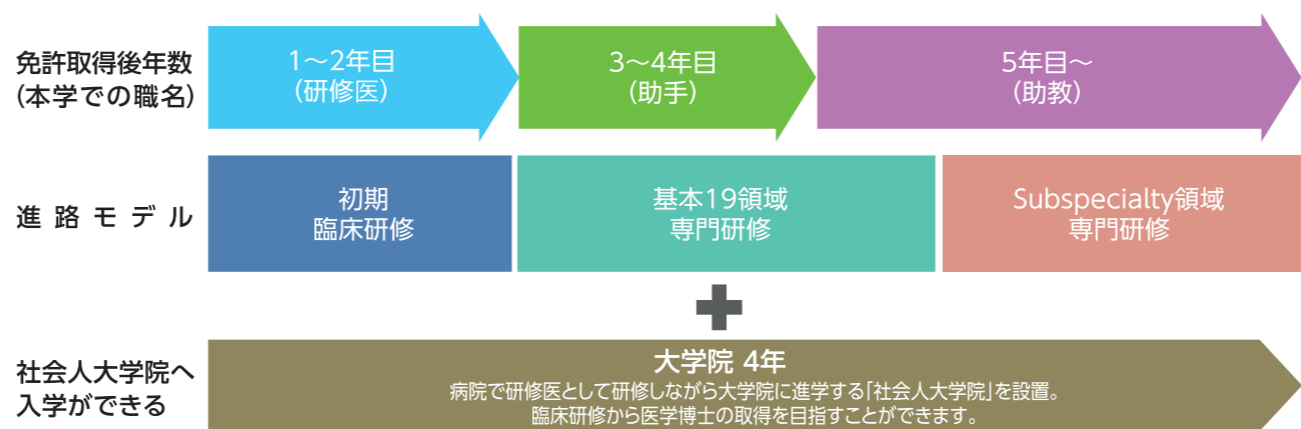 免許取得後年数
(本学での職名)
1〜2年目
(研修医)
3〜4年目
(助手)
5年目〜
(助教)
進路モデル
初期
臨床研修
基本19領域
専門研修
Subspecialty領域
専門研修
社会人大学院へ
入学ができる
大学院 4年
病院で研修医として研修しながら大学院に進学する「社会人大学院」を設置。
臨床研修から医学博士の取得を目指すことができます。